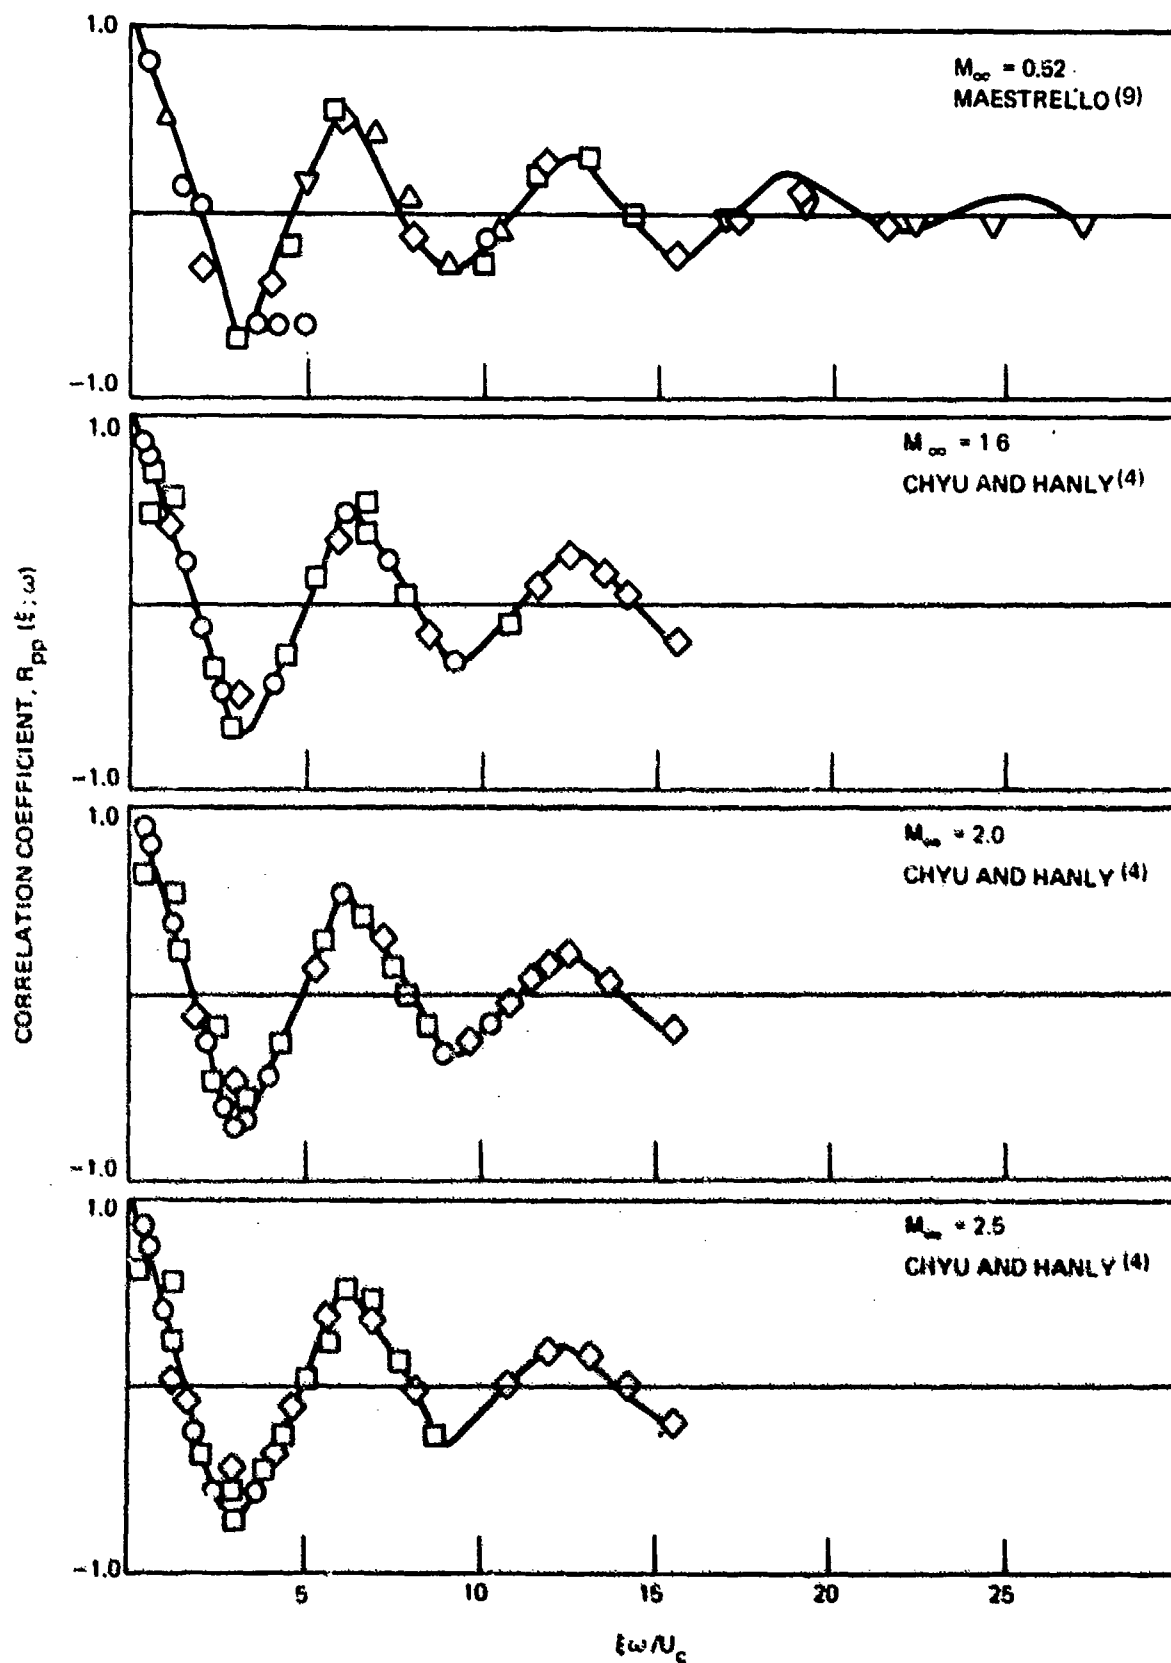 1.0
M∞ = 0.52
MAESTRELLO (9)
−1.0
1.0
M∞ = 1 6
CHYU AND HANLY (4)
−1.0
CORRELATION COEFFICIENT, Rpp (ξ; ω)
1.0
M∞ = 2.0
CHYU AND HANLY (4)
−1.0
1.0
M∞ = 2.5
CHYU AND HANLY (4)
−1.0
5 10 15 20 25
ξω/Uc